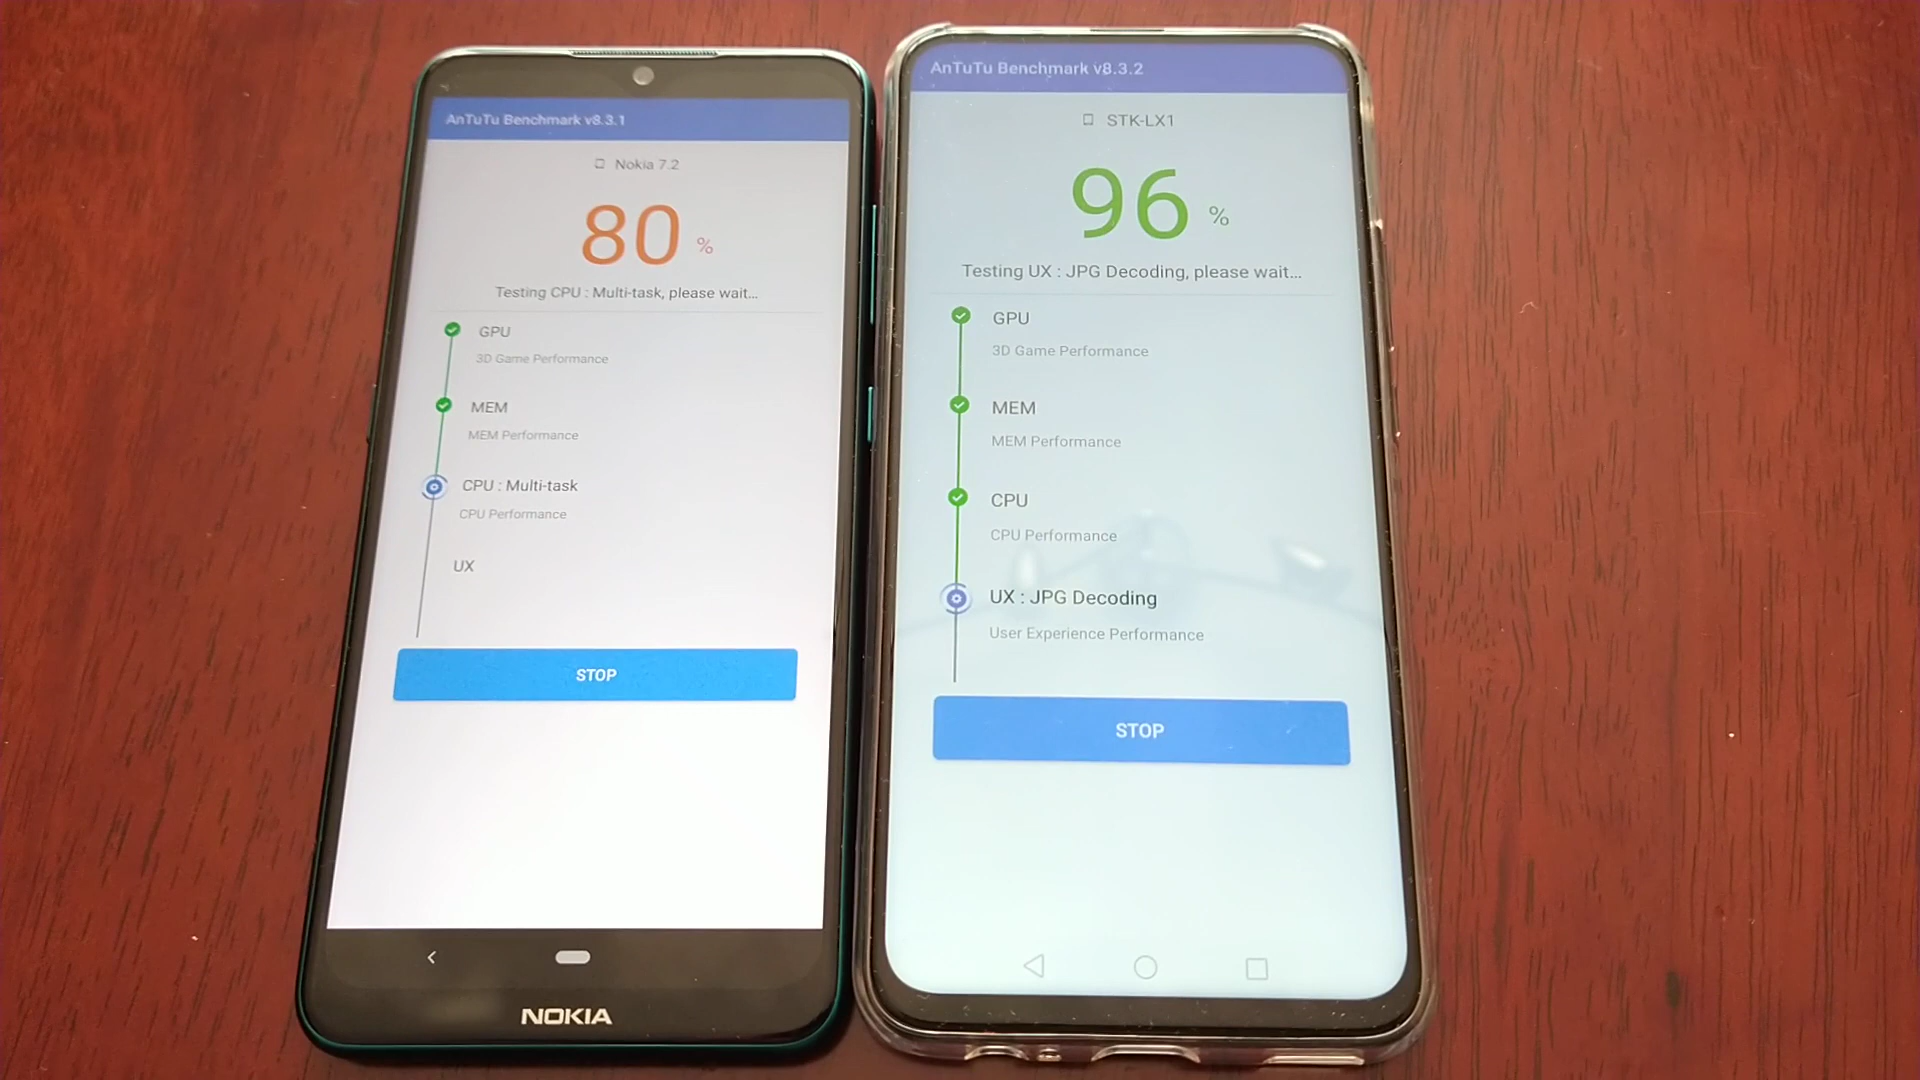 AnTuTu Benchmark v8.3.1
Nokia 7.2
80 %
Testing CPU : Multi-task, please wait...
GPU
3D Game Performance
MEM
MEM Performance
CPU : Multi-task
CPU Performance
UX
STOP
NOKIA
AnTuTu Benchmark v8.3.2
STK-LX1
96 %
Testing UX : JPG Decoding, please wait...
GPU
3D Game Performance
MEM
MEM Performance
CPU
CPU Performance
UX : JPG Decoding
User Experience Performance
STOP